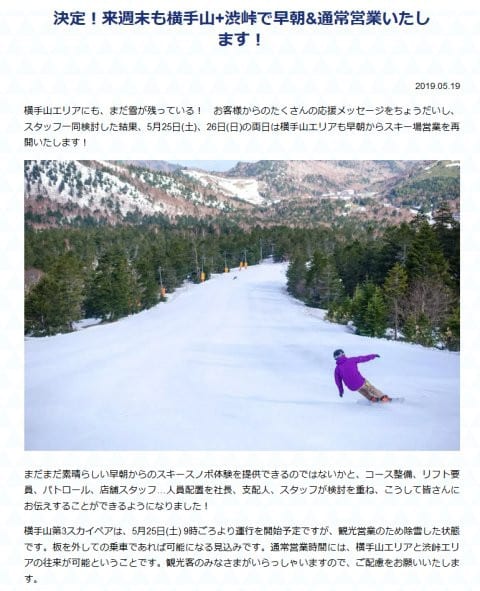 決定！来週末も横手山+渋峠で早朝&通常営業いたし
ます！
2019.05.19
横手山エリアにも、まだ雪が残っている！　お客様からのたくさんの応援メッセージをちょうだいし、
スタッフ一同検討した結果、5月25日(土)、26日(日)の両日は横手山エリアも早朝からスキー場営業を再
開いたします！
まだまだ素晴らしい早朝からのスキースノボ体験を提供できるのではないかと、コース整備、リフト要
員、パトロール、店舗スタッフ…人員配置を社長、支配人、スタッフが検討を重ね、こうして皆さんに
お伝えすることができるようになりました！
横手山第3スカイペアは、5月25日(土) 9時ごろより運行を開始予定ですが、観光営業のため除雪した状態
です。板を外しての乗車であれば可能になる見込みです。通常営業時間には、横手山エリアと渋峠エリ
アの往来が可能ということです。観光客のみなさまがいらっしゃいますので、ご配慮をお願いいたしま
す。